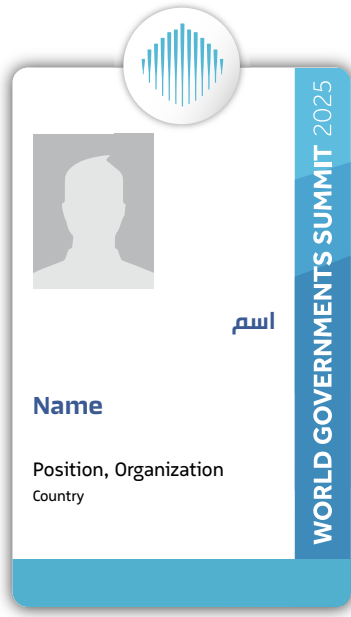 WORLD GOVERNMENTS SUMMIT 2025
اسم
Name
Position, Organization
Country